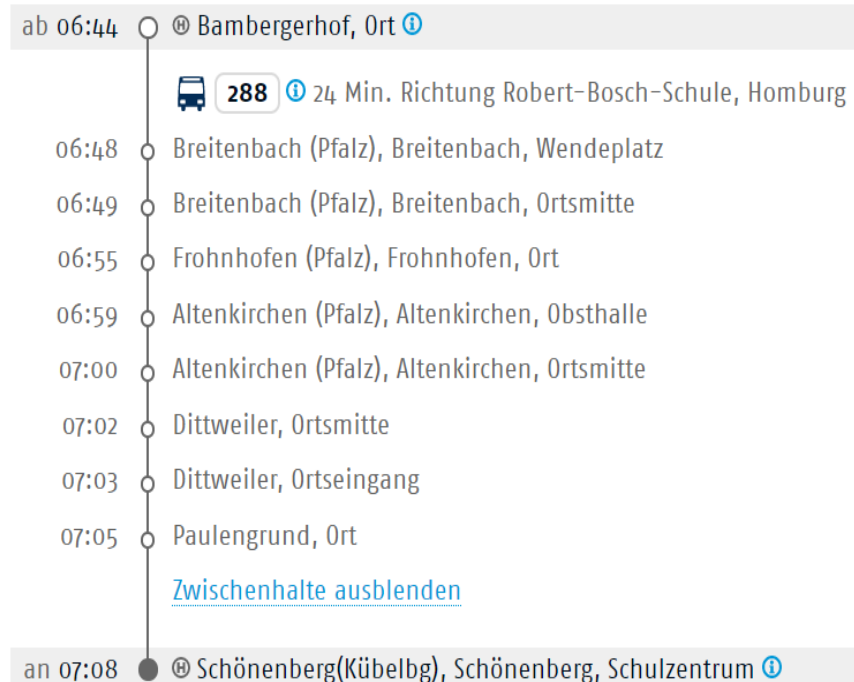 ab 06:44 H Bambergerhof, Ort i
288 i 24 Min. Richtung Robert-Bosch-Schule, Homburg
06:48 Breitenbach (Pfalz), Breitenbach, Wendeplatz
06:49 Breitenbach (Pfalz), Breitenbach, Ortsmitte
06:55 Frohnhofen (Pfalz), Frohnhofen, Ort
06:59 Altenkirchen (Pfalz), Altenkirchen, Obsthalle
07:00 Altenkirchen (Pfalz), Altenkirchen, Ortsmitte
07:02 Dittweiler, Ortsmitte
07:03 Dittweiler, Ortseingang
07:05 Paulengrund, Ort
Zwischenhalte ausblenden
an 07:08 H Schönenberg(Kübelbg), Schönenberg, Schulzentrum i